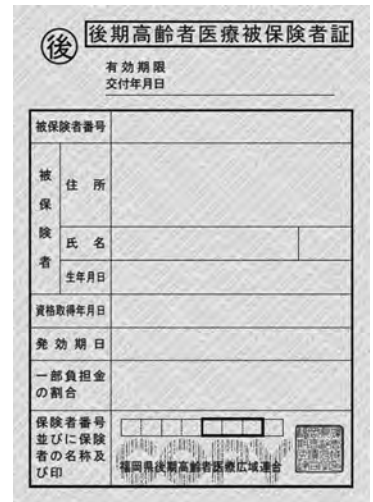 後 後期高齢者医療被保険者証
有効期限
交付年月日
被保険者番号
被保険者
住所
氏名
生年月日
資格取得年月日
発効期日
一部負担金
の割合
保険者番号
並びに保険
者の名称及
び印
COPY
福岡県後期高齢者医療広域連合